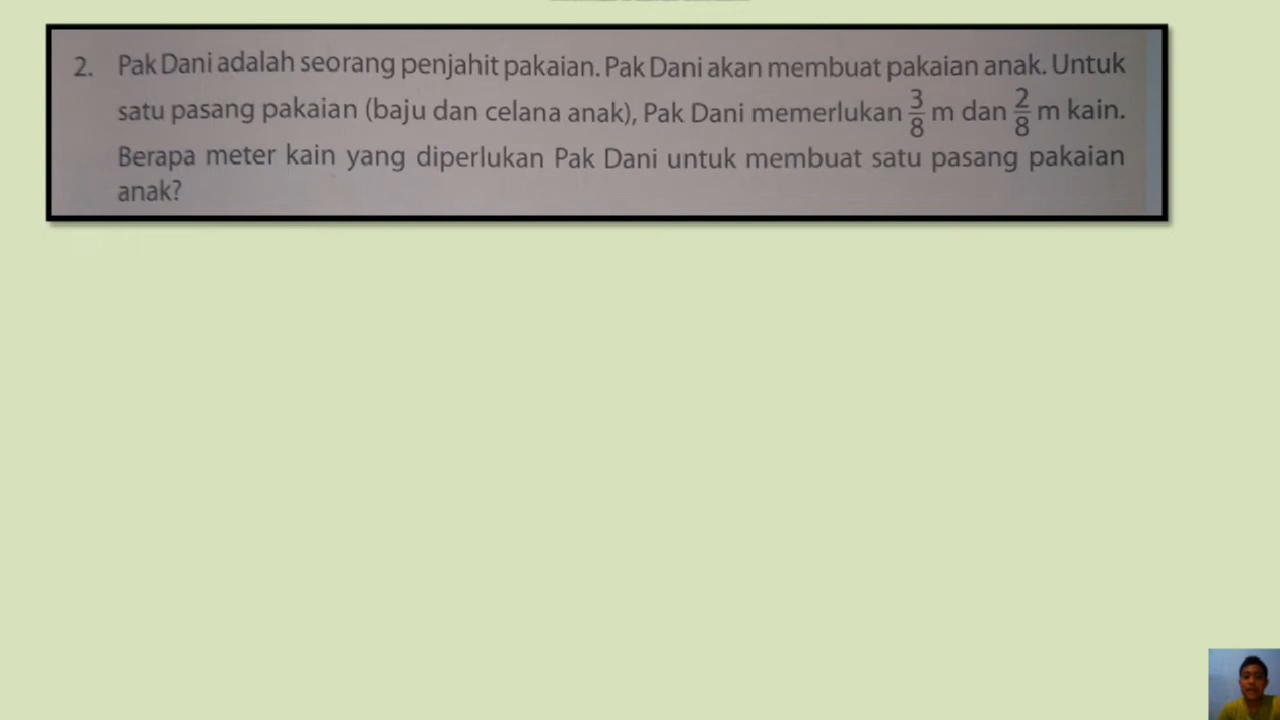 2. Pak Dani adalah seorang penjahit pakaian. Pak Dani akan membuat pakaian anak. Untuk
satu pasang pakaian (baju dan celana anak), Pak Dani memerlukan 3/8 m dan 2/8 m kain.
Berapa meter kain yang diperlukan Pak Dani untuk membuat satu pasang pakaian
anak?